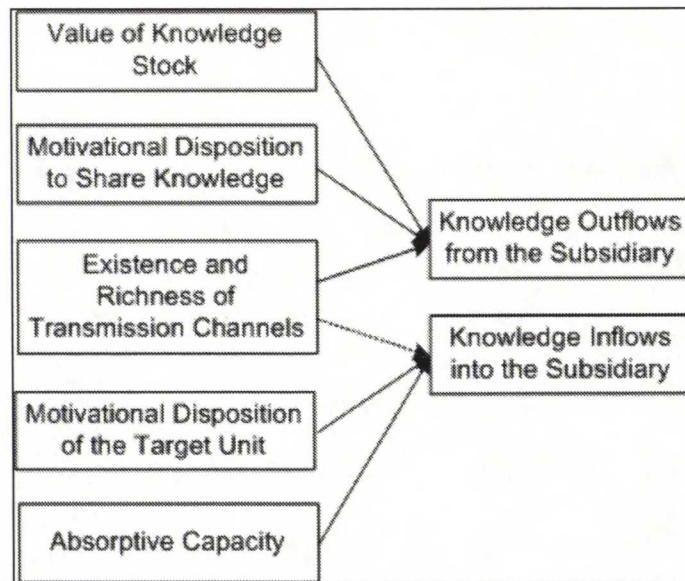 Value of Knowledge
Stock
Motivational Disposition
to Share Knowledge
Existence and
Richness of
Transmission Channels
Motivational Disposition
of the Target Unit
Absorptive Capacity
Knowledge Outflows
from the Subsidiary
Knowledge Inflows
into the Subsidiary